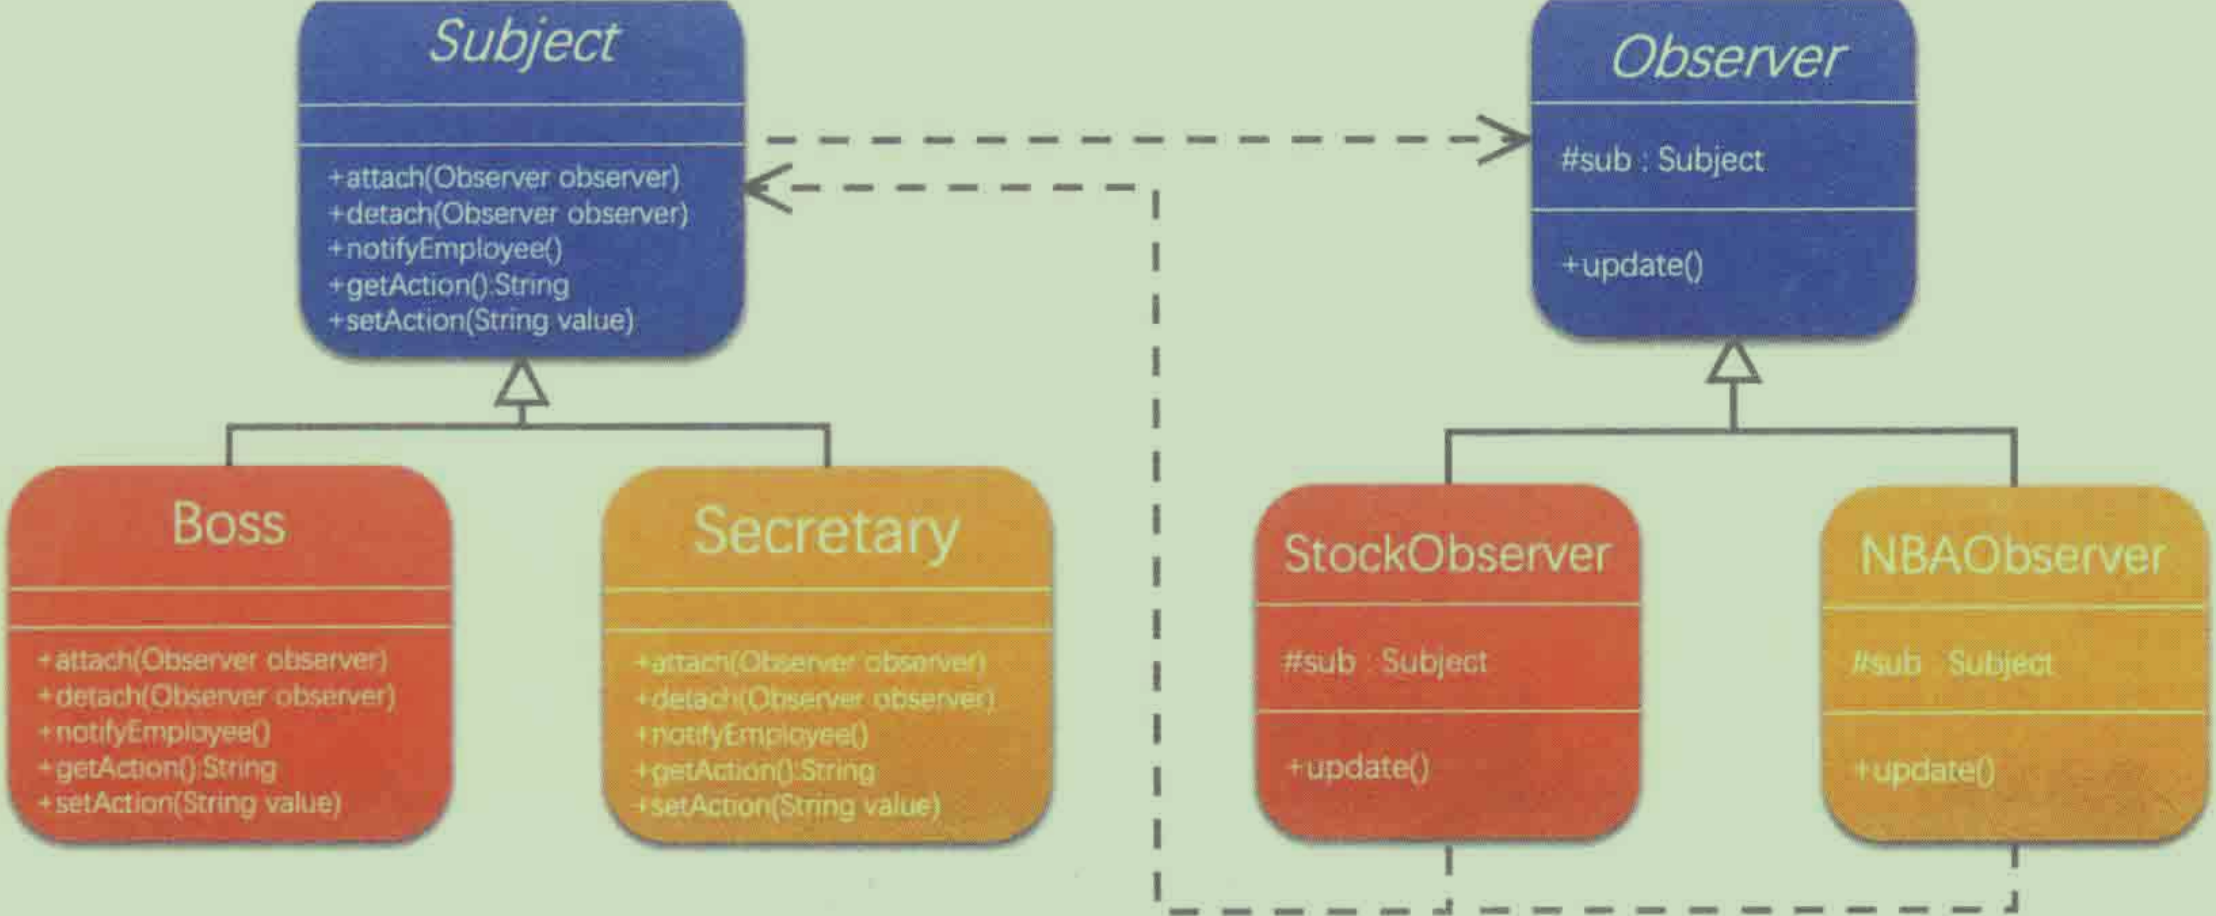 Subject
+attach(Observer observer)
+detach(Observer observer)
+notifyEmployee()
+getAction():String
+setAction(String value)
Observer
#sub : Subject
+update()
Boss
+attach(Observer observer)
+detach(Observer observer)
+notifyEmployee()
+getAction():String
+setAction(String value)
Secretary
+attach(Observer observer)
+detach(Observer observer)
+notifyEmployee()
+getAction():String
+setAction(String value)
StockObserver
#sub : Subject
+update()
NBAObserver
#sub : Subject
+update()